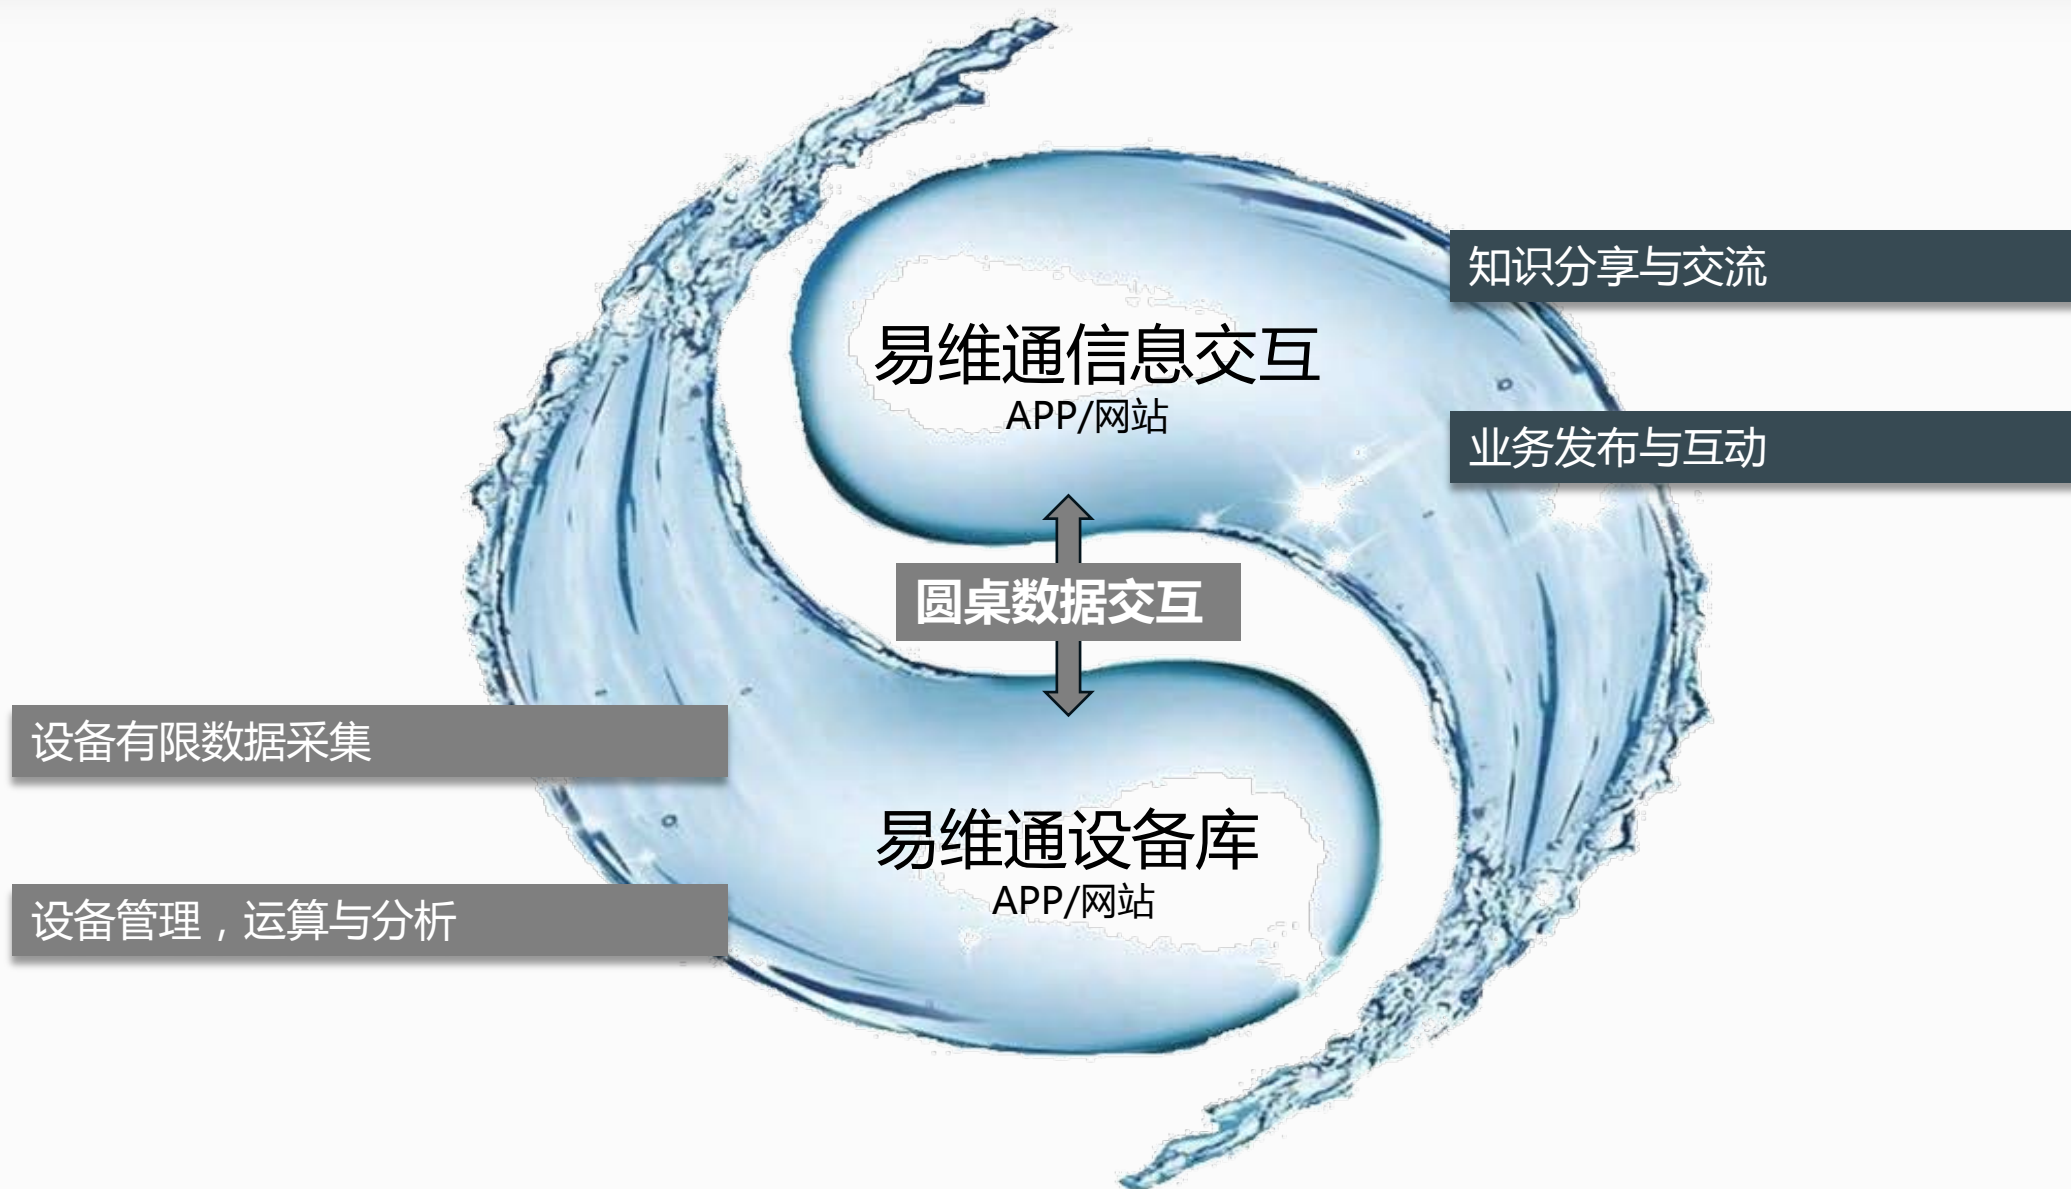 知识分享与交流
易维通信息交互
APP/网站
业务发布与互动
圆桌数据交互
设备有限数据采集
易维通设备库
APP/网站
设备管理，运算与分析